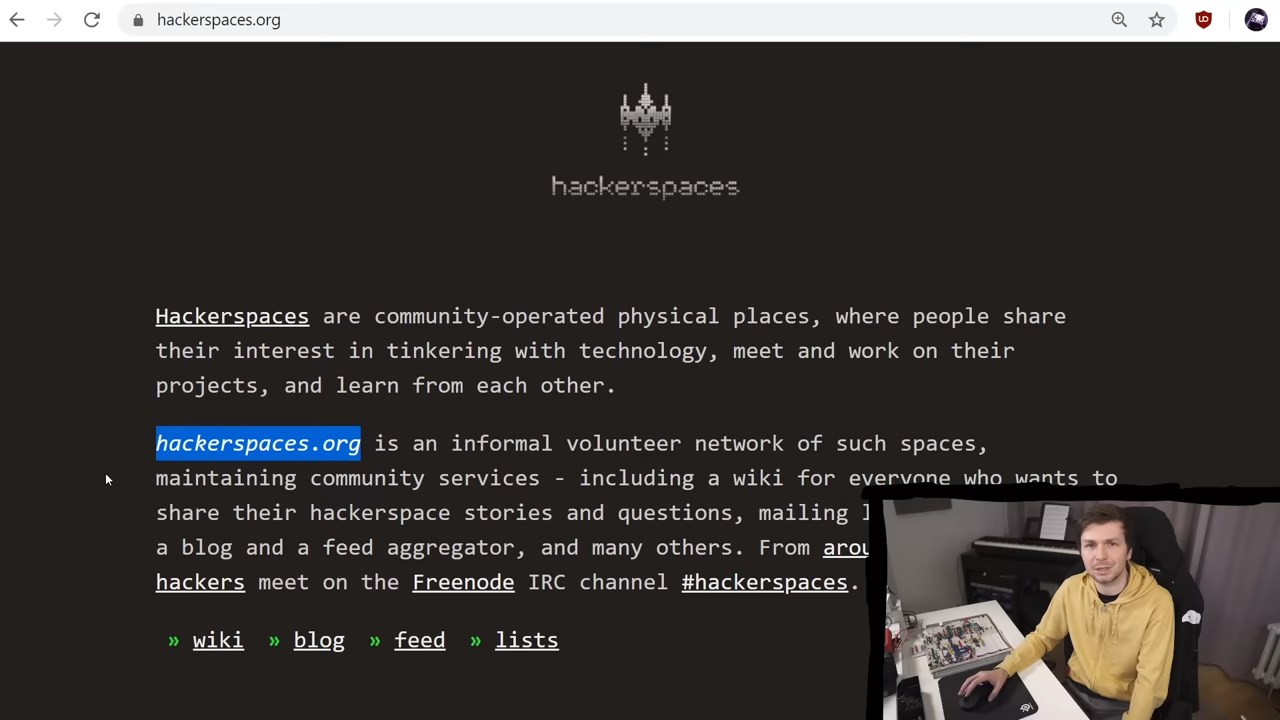 hackerspaces.org
hackerspaces
Hackerspaces are community-operated physical places, where people share
their interest in tinkering with technology, meet and work on their
projects, and learn from each other.
hackerspaces.org is an informal volunteer network of such spaces,
maintaining community services - including a wiki for everyone who wants to
share their hackerspace stories and questions, mailing
a blog and a feed aggregator, and many others. From
hackers meet on the Freenode IRC channel #hackerspaces.
» wiki » blog » feed » lists